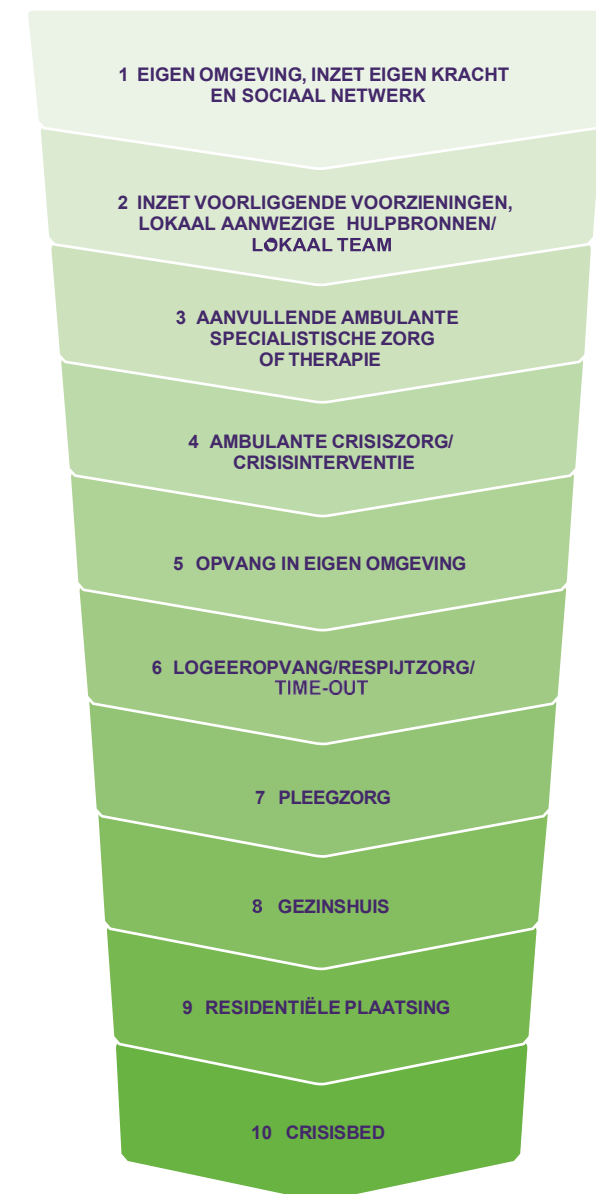 1 EIGEN OMGEVING, INZET EIGEN KRACHT
EN SOCIAAL NETWERK
2 INZET VOORLIGGENDE VOORZIENINGEN,
LOKAAL AANWEZIGE HULPBRONNEN/
LOKAAL TEAM
3 AANVULLENDE AMBULANTE
SPECIALISTISCHE ZORG
OF THERAPIE
4 AMBULANTE CRISISZORG/
CRISISINTERVENTIE
5 OPVANG IN EIGEN OMGEVING
6 LOGEEROPVANG/RESPIJTZORG/
TIME-OUT
7 PLEEGZORG
8 GEZINSHUIS
9 RESIDENTIËLE PLAATSING
10 CRISISBED